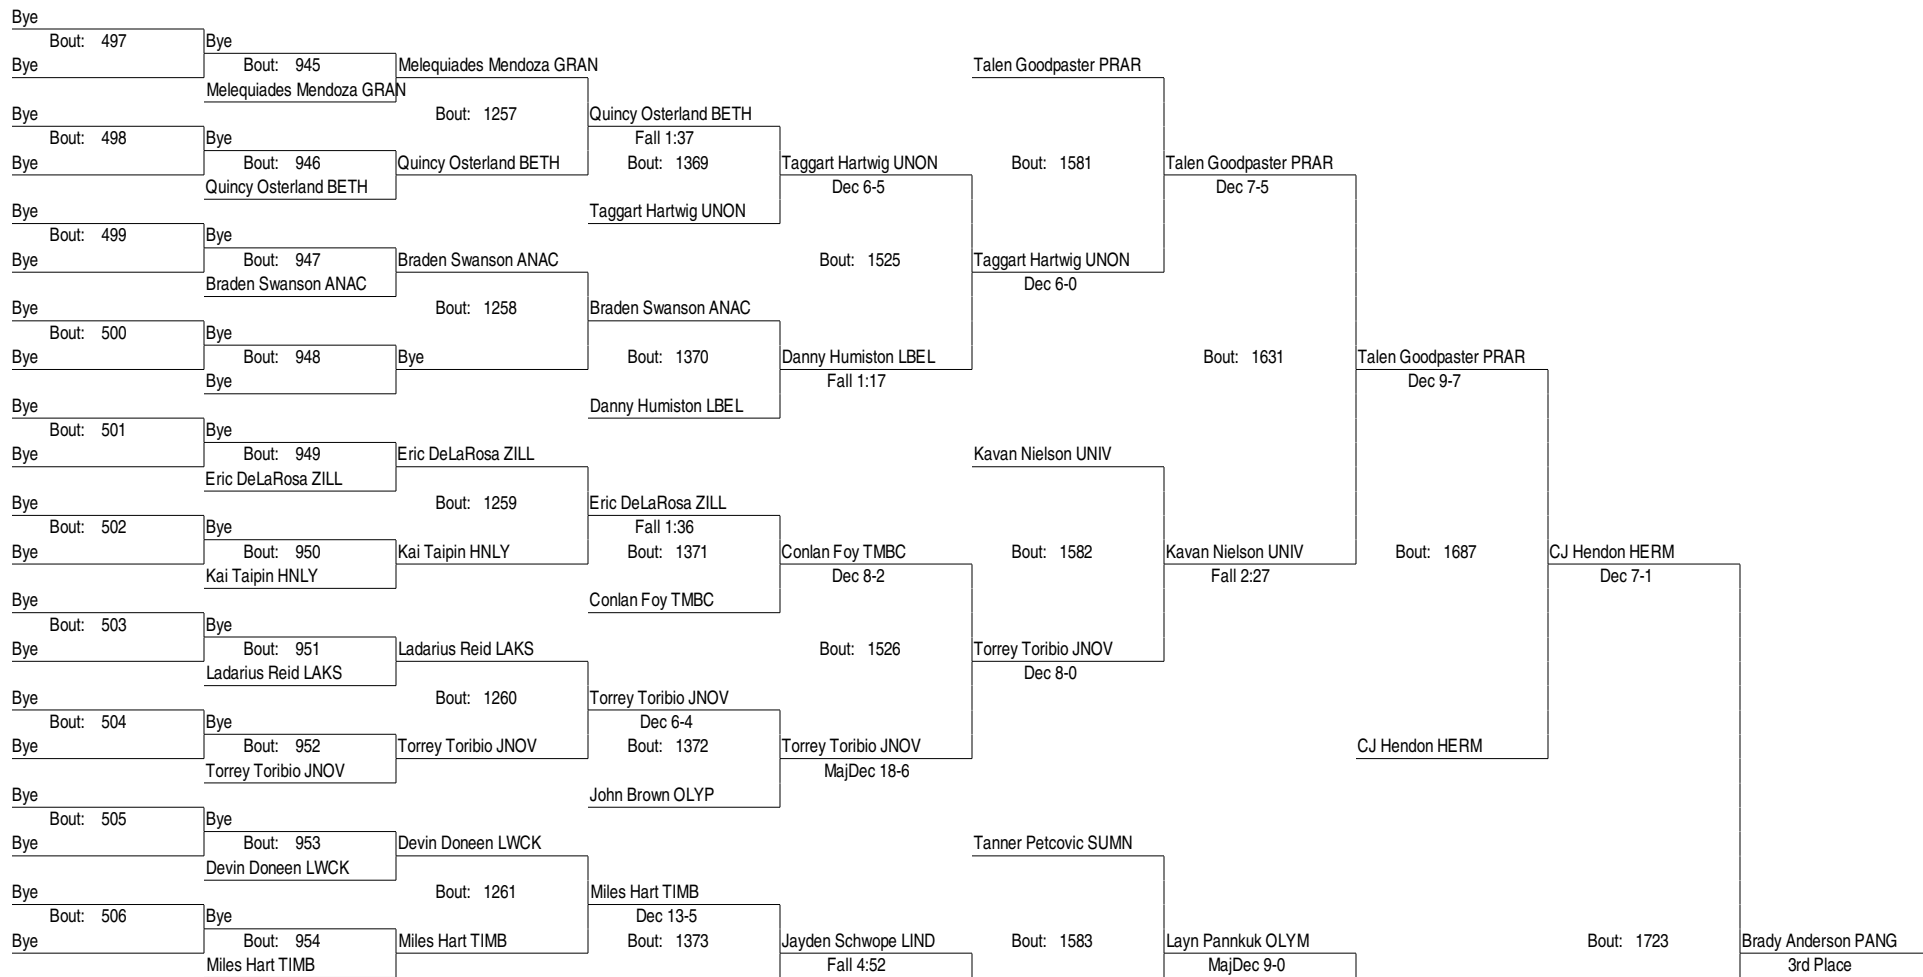 Bye
Bout: 497 Bye
Bye Bout: 945 Melequiades Mendoza GRAN Talen Goodpaster PRAR
Melequiades Mendoza GRAN
Bye Bout: 1257 Quincy Osterland BETH
Bout: 498 Bye Fall 1:37
Bye Bout: 946 Quincy Osterland BETH Bout: 1369 Taggart Hartwig UNON Bout: 1581 Talen Goodpaster PRAR
Quincy Osterland BETH Dec 6-5 Dec 7-5
Bye Taggart Hartwig UNON
Bout: 499 Bye
Bye Bout: 947 Braden Swanson ANAC Bout: 1525 Taggart Hartwig UNON
Braden Swanson ANAC Dec 6-0
Bye Bout: 1258 Braden Swanson ANAC
Bout: 500 Bye
Bye Bout: 948 Bye Bout: 1370 Danny Humiston LBEL Bout: 1631 Talen Goodpaster PRAR
Bye Fall 1:17 Dec 9-7
Bye Danny Humiston LBEL
Bout: 501 Bye
Bye Bout: 949 Eric DeLaRosa ZILL Kavan Nielson UNIV
Eric DeLaRosa ZILL
Bye Bout: 1259 Eric DeLaRosa ZILL
Bout: 502 Bye Fall 1:36
Bye Bout: 950 Kai Taipin HNLY Bout: 1371 Conlan Foy TMBC Bout: 1582 Kavan Nielson UNIV Bout: 1687 CJ Hendon HERM
Kai Taipin HNLY Dec 8-2 Fall 2:27 Dec 7-1
Bye Conlan Foy TMBC
Bout: 503 Bye
Bye Bout: 951 Ladarius Reid LAKS Bout: 1526 Torrey Toribio JNOV
Ladarius Reid LAKS Dec 8-0
Bye Bout: 1260 Torrey Toribio JNOV
Bout: 504 Bye Dec 6-4
Bye Bout: 952 Torrey Toribio JNOV Bout: 1372 Torrey Toribio JNOV CJ Hendon HERM
Torrey Toribio JNOV MajDec 18-6
Bye John Brown OLYP
Bout: 505 Bye
Bye Bout: 953 Devin Doneen LWCK Tanner Petcovic SUMN
Devin Doneen LWCK
Bye Bout: 1261 Miles Hart TIMB
Bout: 506 Bye Dec 13-5
Bye Bout: 954 Miles Hart TIMB Bout: 1373 Jayden Schwope LIND Bout: 1583 Layn Pannkuk OLYM Bout: 1723 Brady Anderson PANG
Miles Hart TIMB Fall 4:52 MajDec 9-0 3rd Place